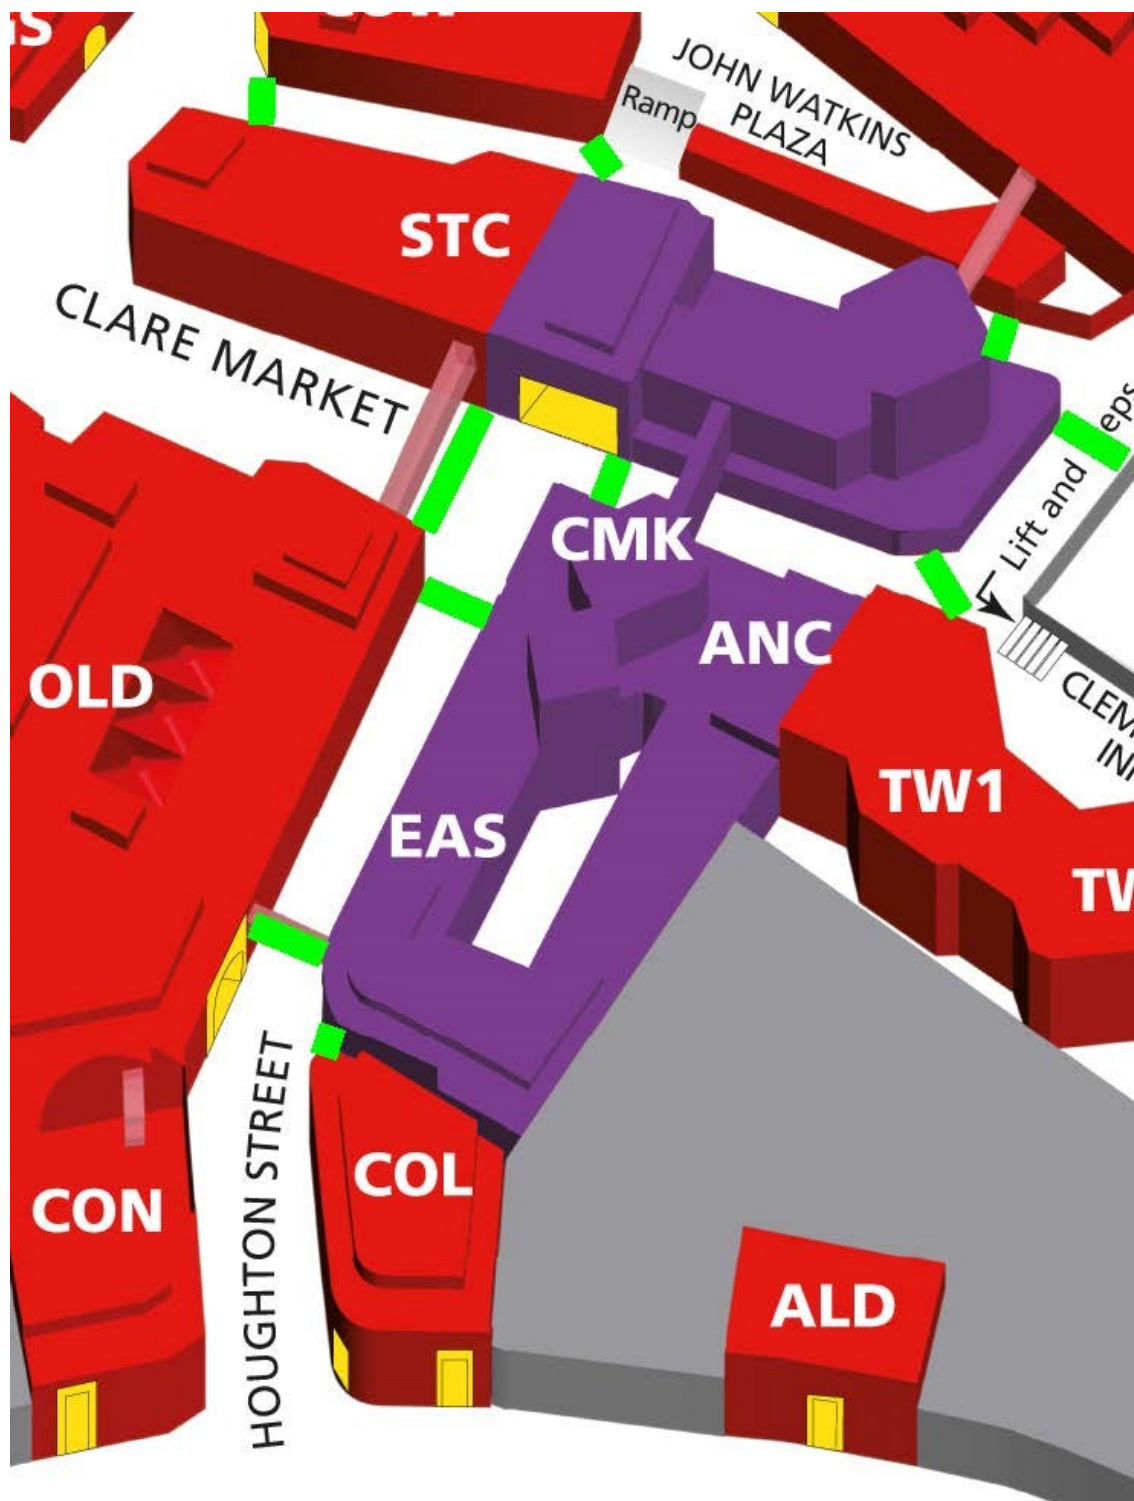 JOHN WATKINS
PLAZA
Ramp
STC
CLARE MARKET
Lift and
CMK
ANC
OLD
TW1
EAS
HOUGHTON STREET
COL
CON
ALD